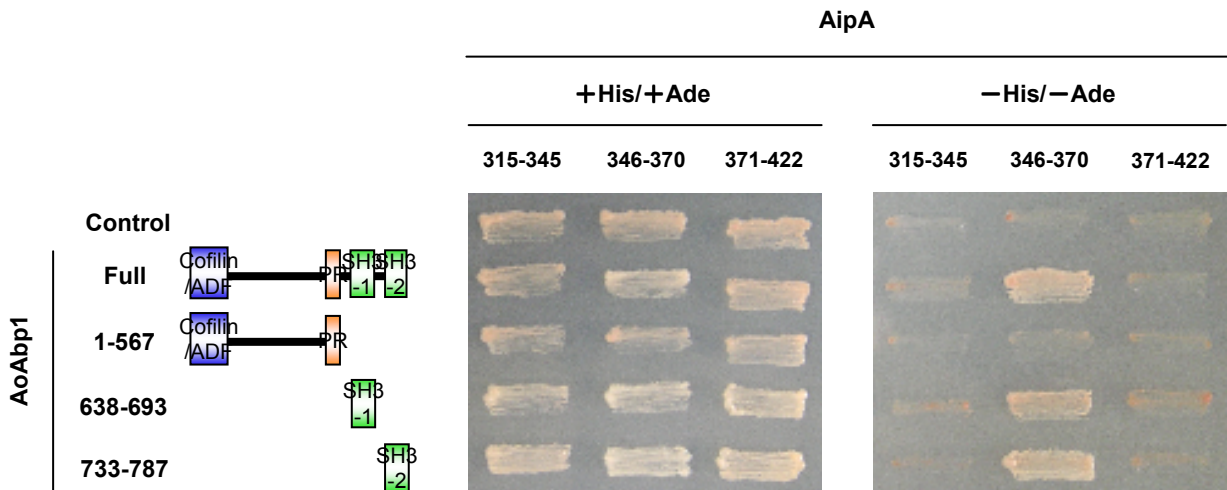 AipA
+His/+Ade
−His/−Ade
315-345 346-370 371-422
315-345 346-370 371-422
Control
AoAbp1
Full
Cofilin
/ADF
PR
SH3
-1
SH3
-2
1-567
Cofilin
/ADF
PR
638-693
SH3
-1
733-787
SH3
-2